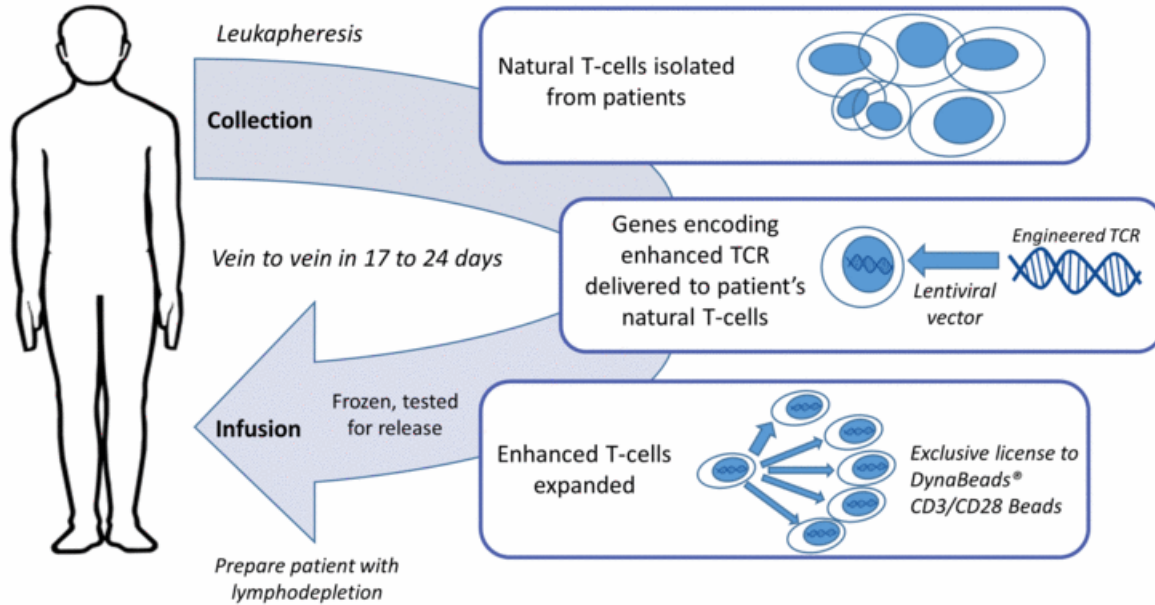 Leukapheresis
Collection
Natural T-cells isolated
from patients
Vein to vein in 17 to 24 days
Genes encoding
enhanced TCR
delivered to patient’s
natural T-cells
Engineered TCR
Lentiviral
vector
Infusion
Frozen, tested
for release
Enhanced T-cells
expanded
Exclusive license to
DynaBeads®
CD3/CD28 Beads
Prepare patient with
lymphodepletion